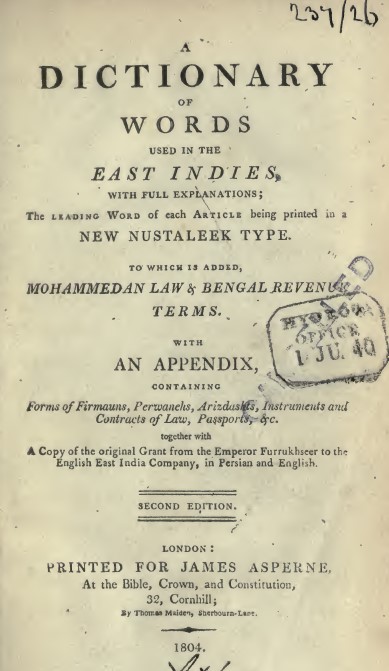 237/26
A
DICTIONARY
OF
WORDS
USED IN THE
EAST INDIES,
WITH FULL EXPLANATIONS;
The LEADING WORD of each ARTICLE being printed in a
NEW NUSTALEEK TYPE.
TO WHICH IS ADDED,
MOHAMMEDAN LAW & BENGAL REVENUE
TERMS.
WITH
AN APPENDIX,
CONTAINING
Forms of Firmauns, Perwanehs, Arizdashts, Instruments and
Contracts of Law, Passports, &c.
together with
A Copy of the original Grant from the Emperor Furrukhseer to the
English East India Company, in Persian and English.
SECOND EDITION.
LONDON:
PRINTED FOR JAMES ASPERNE,
At the Bible, Crown, and Constitution,
32, Cornhill;
By Thomas Maiden, Sherbourn-Lane.
1804.
OFFICE
JU. 40